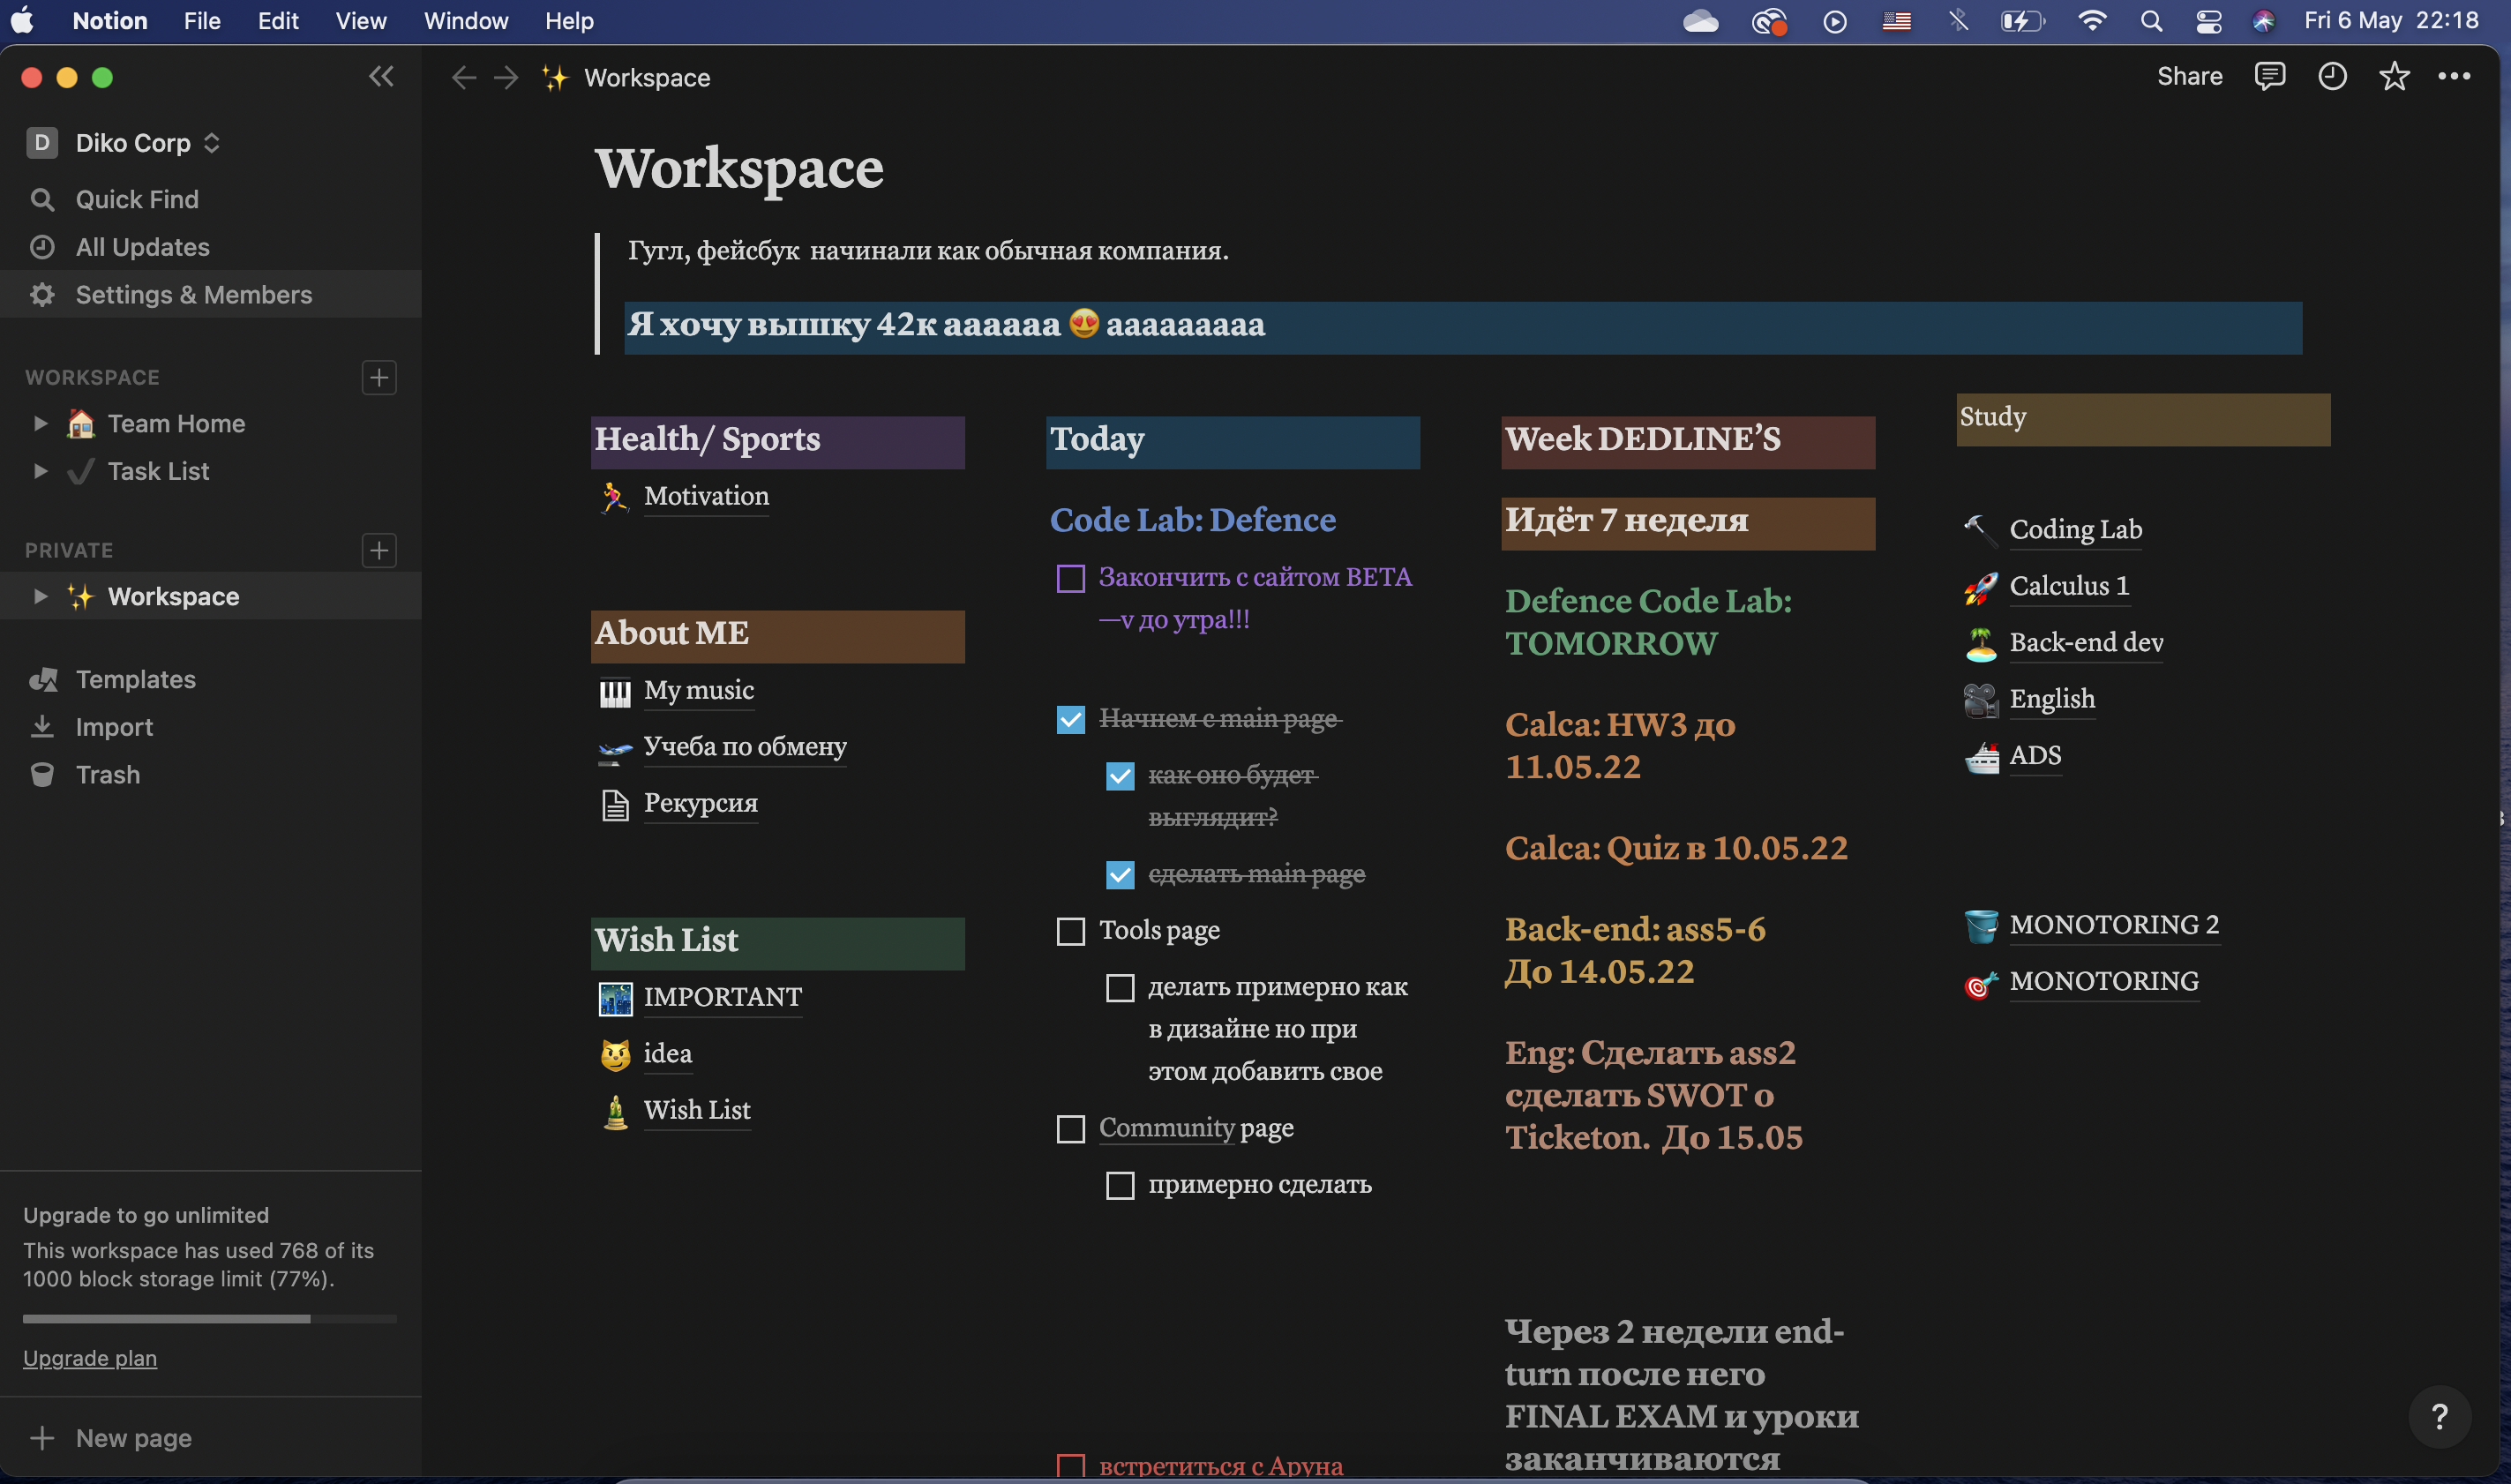 Notion File Edit View Window Help
Fri 6 May 22:18
Workspace
Share
D Diko Corp
Quick Find
All Updates
Settings & Members
WORKSPACE
Team Home
Task List
PRIVATE
Workspace
Templates
Import
Trash
Upgrade to go unlimited
This workspace has used 768 of its
1000 block storage limit (77%).
Upgrade plan
New page
Workspace
Гугл, фейсбук начинали как обычная компания.
Я хочу вышку 42к аааааа 😍 ааааааааа
Health/ Sports
Motivation
About ME
My music
Учеба по обмену
Рекурсия
Wish List
IMPORTANT
idea
Wish List
Today
Code Lab: Defence
Закончить с сайтом BETA
—v до утра!!!
Начнем с main page
как оно будет
выглядит?
сделать main page
Tools page
делать примерно как
в дизайне но при
этом добавить свое
Community page
примерно сделать
встретиться с Аруна
Week DEDLINE’S
Идёт 7 неделя
Defence Code Lab:
TOMORROW
Calca: HW3 до
11.05.22
Calca: Quiz в 10.05.22
Back-end: ass5-6
До 14.05.22
Eng: Сделать ass2
сделать SWOT о
Ticketon. До 15.05
Через 2 недели end-
turn после него
FINAL EXAM и уроки
заканчиваются
Study
Coding Lab
Calculus 1
Back-end dev
English
ADS
MONOTORING 2
MONOTORING
?